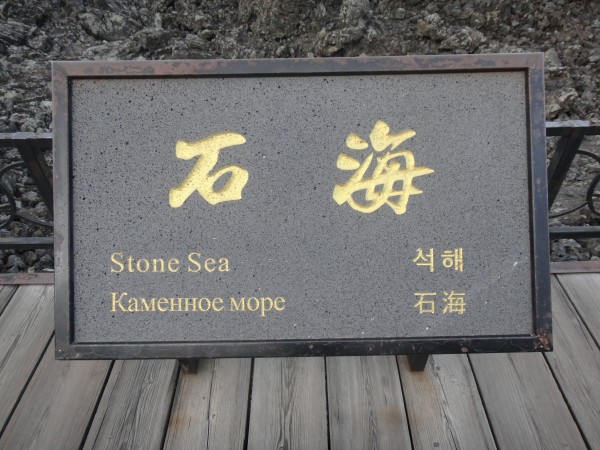 石海
Stone Sea 석해
Каменное море 石海